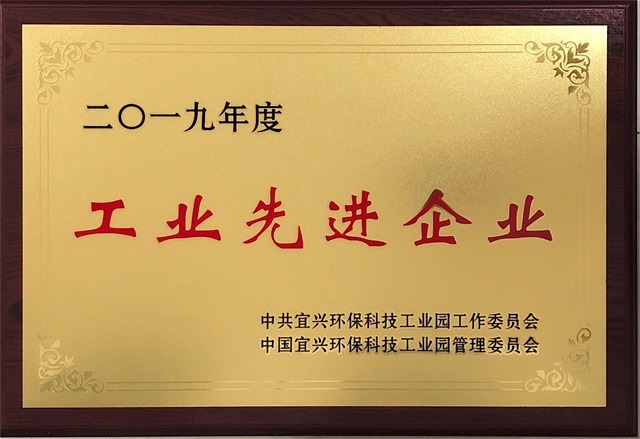 二〇一九年度
工业先进企业
中共宜兴环保科技工业园工作委员会
中国宜兴环保科技工业园管理委员会